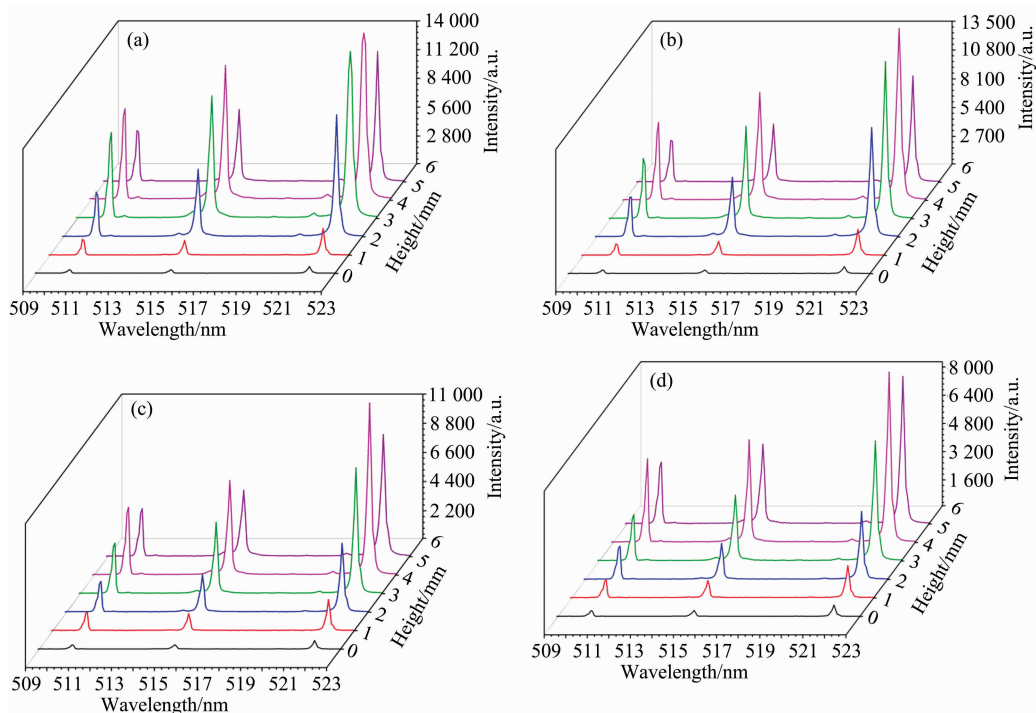 (a)
14 000
11 200
8 400
5 600
2 800
Intensity/a.u.
6
5
4
3
2
1
0
Height/mm
509 511 513 515 517 519 521 523
Wavelength/nm
(b)
13 500
10 800
8 100
5 400
2 700
Intensity/a.u.
6
5
4
3
2
1
0
Height/mm
509 511 513 515 517 519 521 523
Wavelength/nm
(c)
11 000
8 800
6 600
4 400
2 200
Intensity/a.u.
6
5
4
3
2
1
0
Height/mm
509 511 513 515 517 519 521 523
Wavelength/nm
(d)
8 000
6 400
4 800
3 200
1 600
Intensity/a.u.
6
5
4
3
2
1
0
Height/mm
509 511 513 515 517 519 521 523
Wavelength/nm